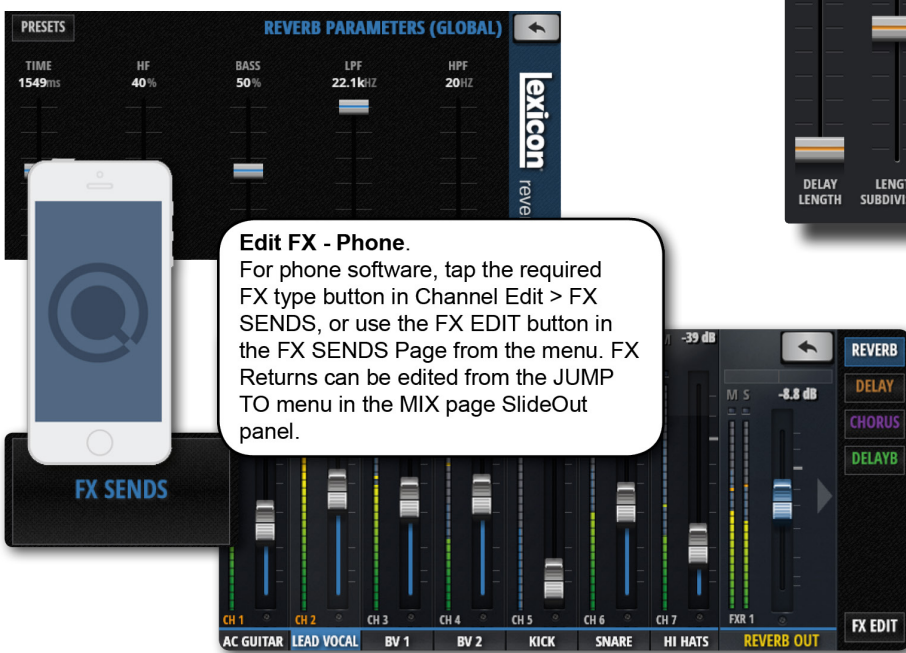 PRESETS
REVERB PARAMETERS (GLOBAL)
TIME HF BASS LPF HPF
1549ms 40% 50% 22.1kHZ 20HZ
lexicon
DELAY LENGTH
LENGTH
Edit FX - Phone.
For phone software, tap the required
FX type button in Channel Edit > FX
SENDS, or use the FX EDIT button in
the FX SENDS Page from the menu. FX
Returns can be edited from the JUMP
TO menu in the MIX page SlideOut
panel.
FX SENDS
-39 dB
M S -8.8 dB
REVERB
DELAY
CHORUS
DELAYB
CH 1 CH 2 CH 3 CH 4 CH 5 CH 6 CH 7 FXR 1
AC GUITAR LEAD VOCAL BV 1 BV 2 KICK SNARE HI HATS REVERB OUT
FX EDIT